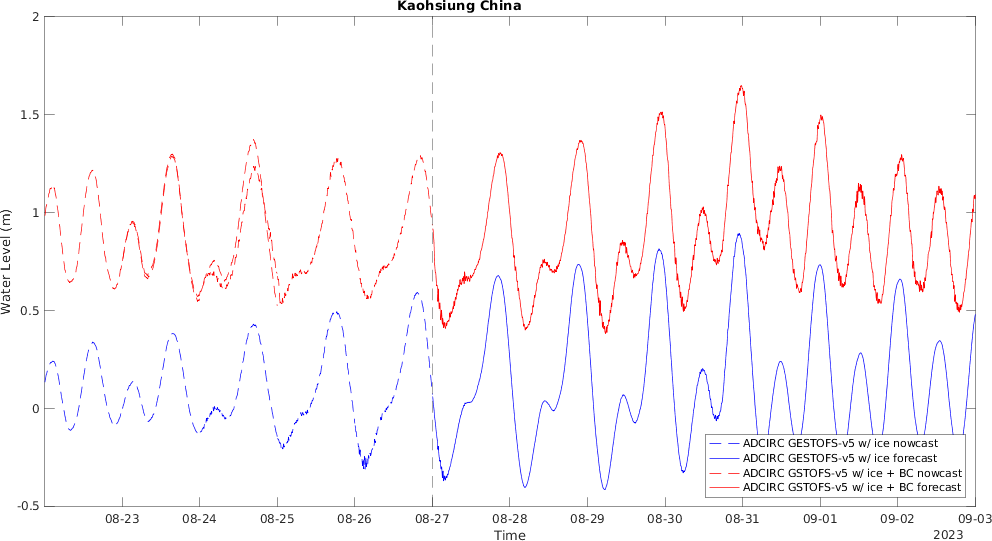 Kaohsiung China
2
1.5
1
0.5
0
-0.5
Water Level (m)
ADCIRC GESTOFS-v5 w/ ice nowcast
ADCIRC GESTOFS-v5 w/ ice forecast
ADCIRC GSTOFS-v5 w/ ice + BC nowcast
ADCIRC GSTOFS-v5 w/ ice + BC forecast
08-23 08-24 08-25 08-26 08-27 08-28 08-29 08-30 08-31 09-01 09-02 09-03
Time
2023